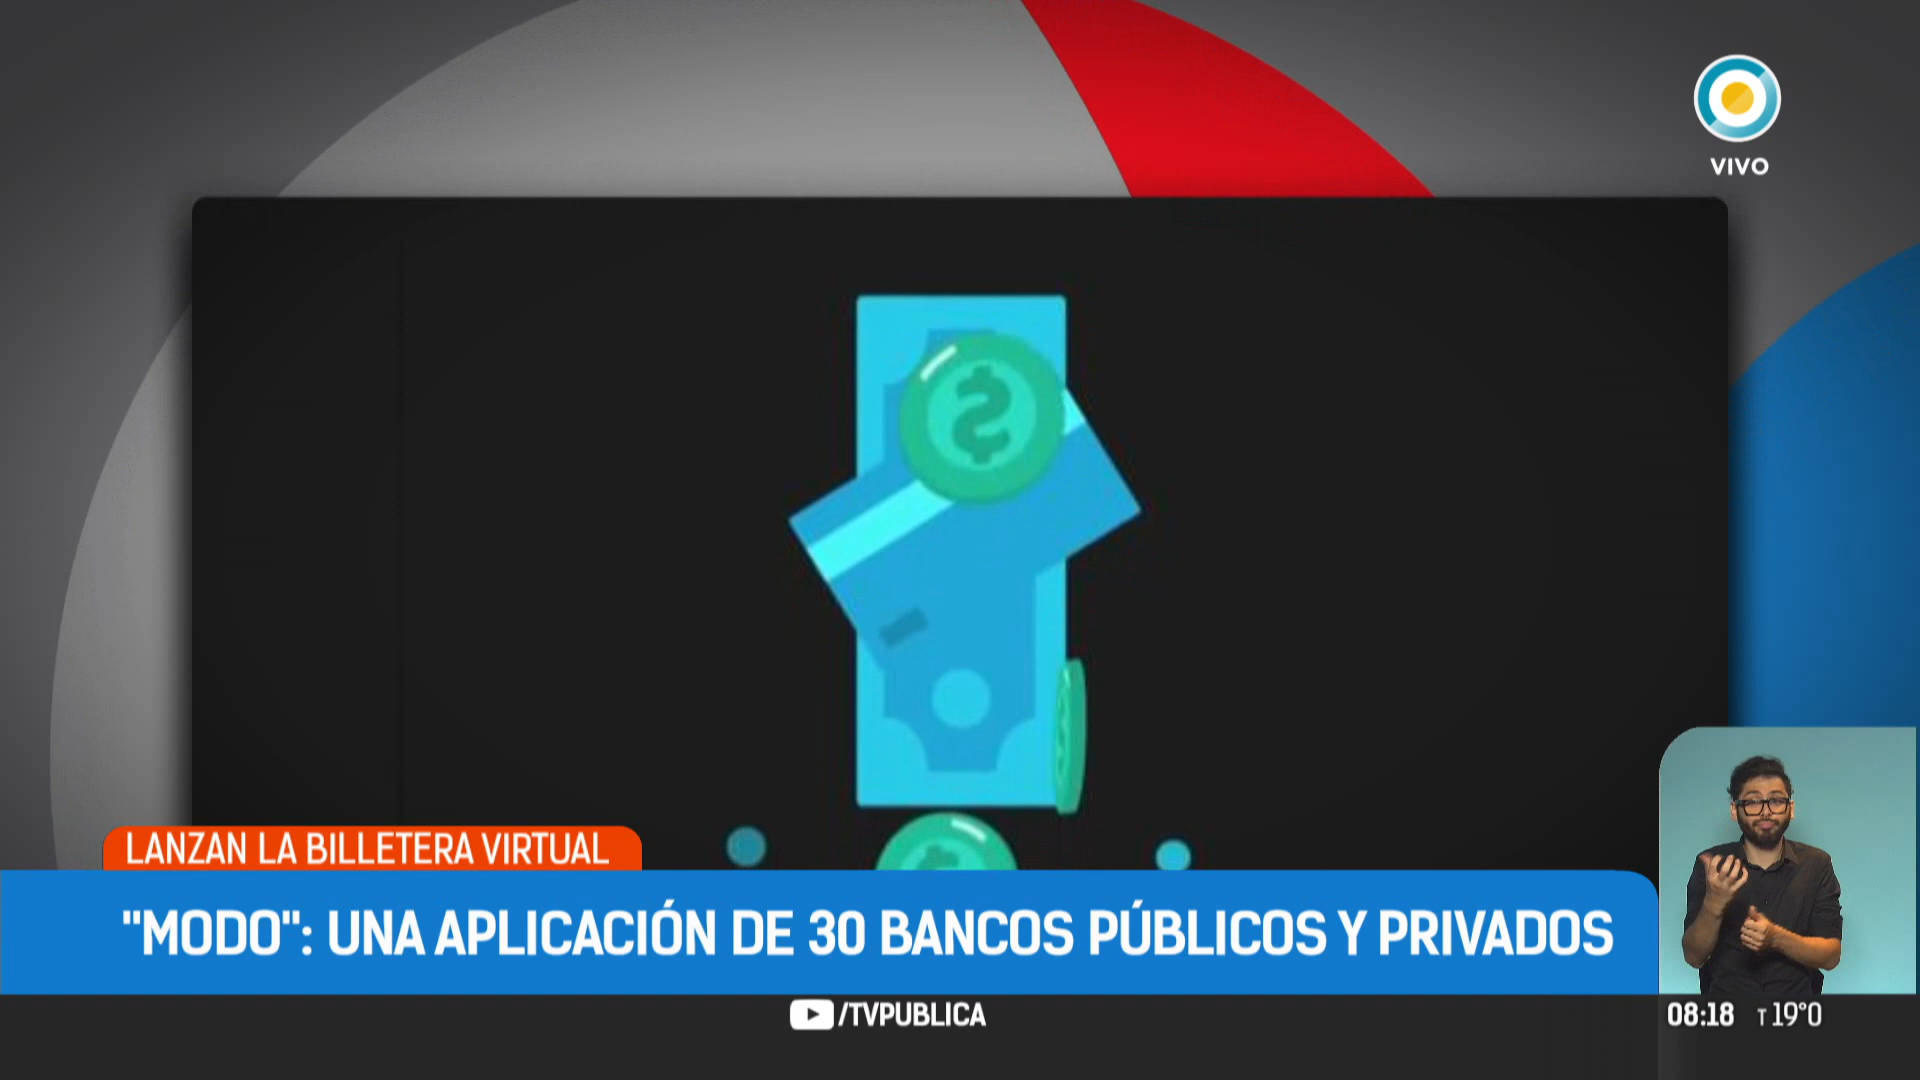 VIVO
$
LANZAN LA BILLETERA VIRTUAL
"MODO": UNA APLICACIÓN DE 30 BANCOS PÚBLICOS Y PRIVADOS
/TVPUBLICA
08:18 T 19°0